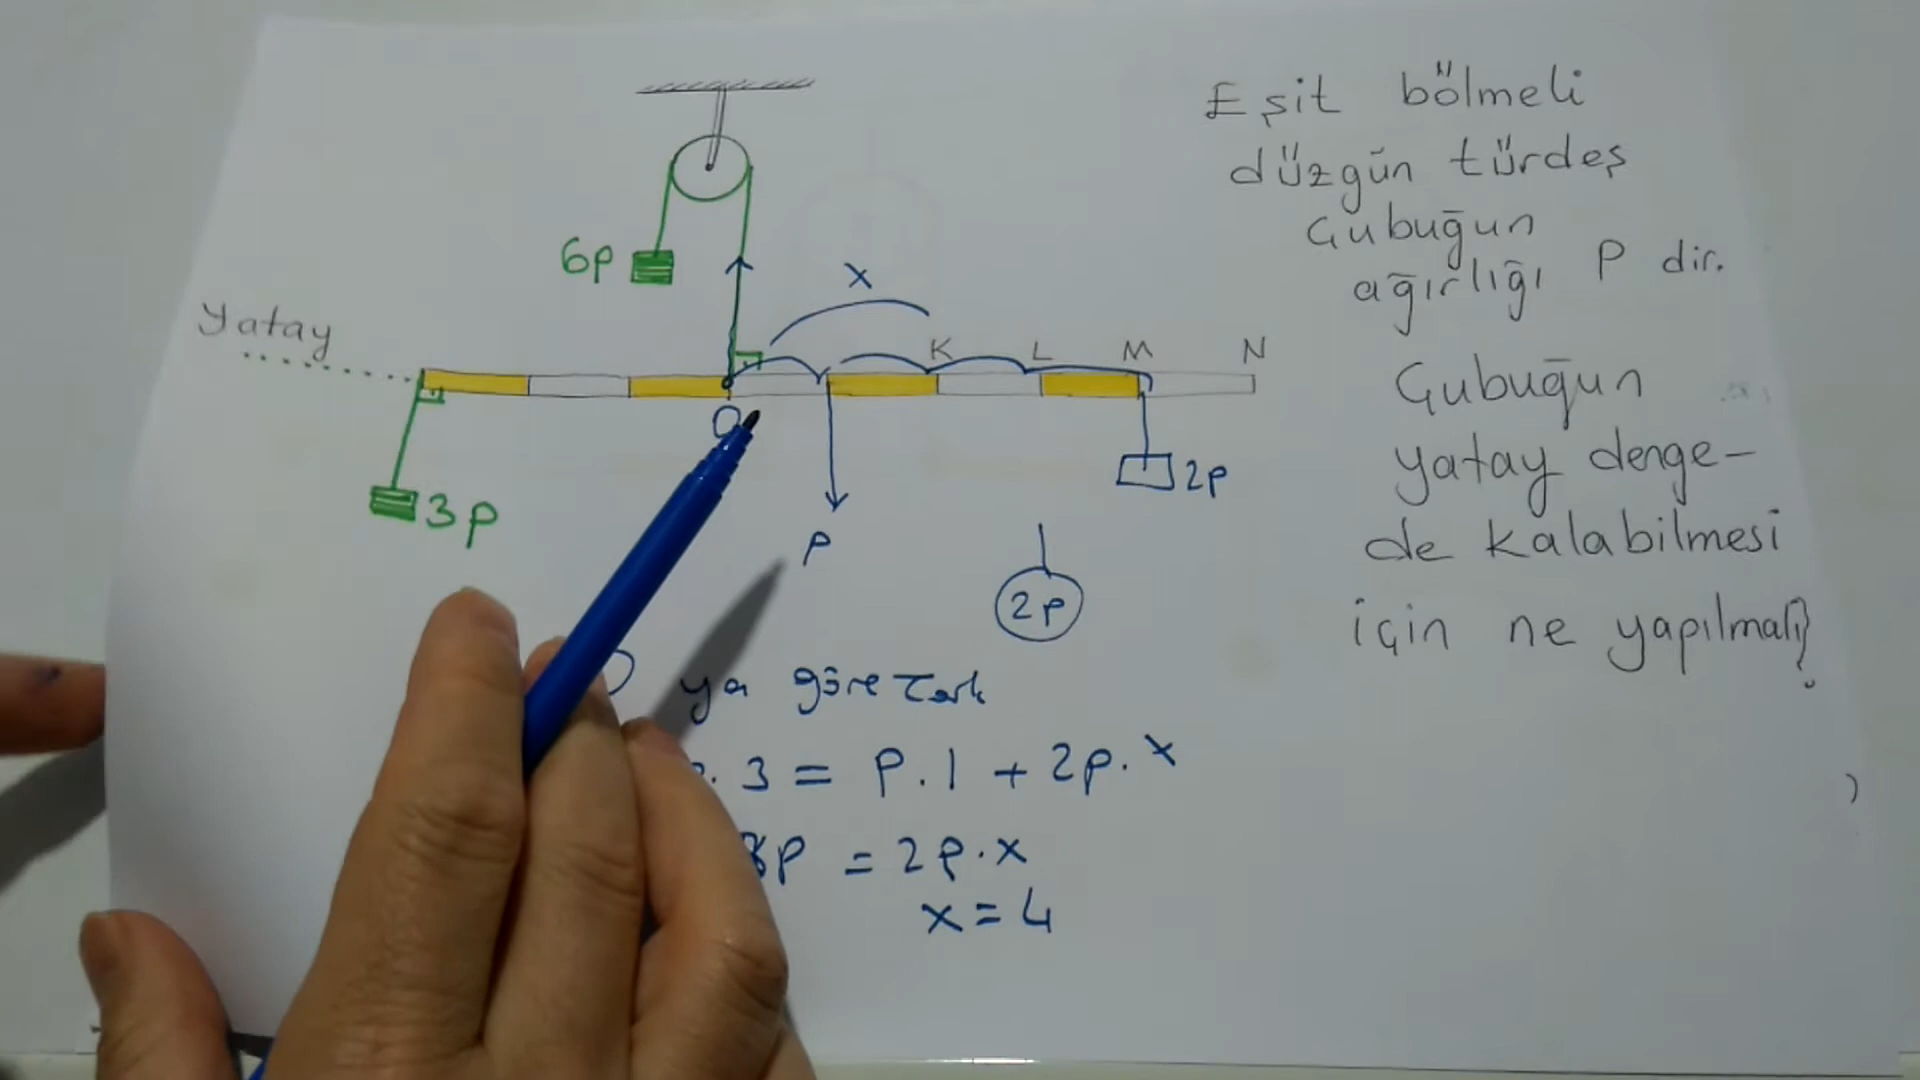 Eşit bölmeli
düzgün türdeş
Çubuğun
ağırlığı P dir.
Çubuğun
yatay denge-
de kalabilmesi
için ne yapılmalı?
6P
x
Yatay
K L M N
O
2P
3P
P
2P
ya göre Tork
. 3 = P.1 + 2P.x
8P = 2P.x
x = 4